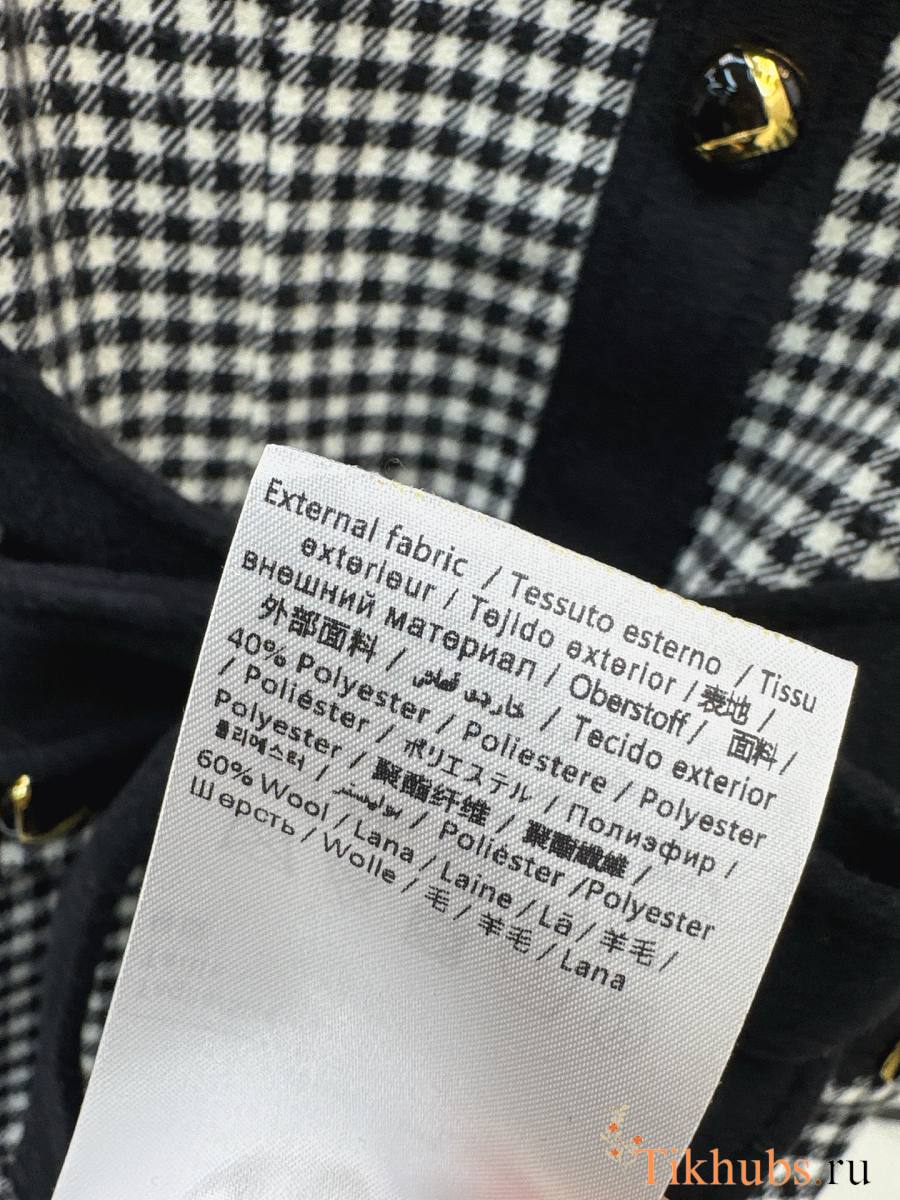 External fabric / Tessuto esterno / Tissu
exterieur / Tejido exterior / 表地 /
внешний материал / Oberstoff / 面料 /
外部面料 / / Tecido exterior
40% Polyester / Poliestere / Polyester
/ Poliéster / ポリエステル / Полиэфир /
Polyester / 聚酯纤维 / 聚酯纖維 /
폴리에스터 / / Poliéster /Polyester
60% Wool / Lana / Laine / Lã / 羊毛 /
Шерсть / Wolle / 毛 / 羊毛 / Lana
Tikhubs.ru